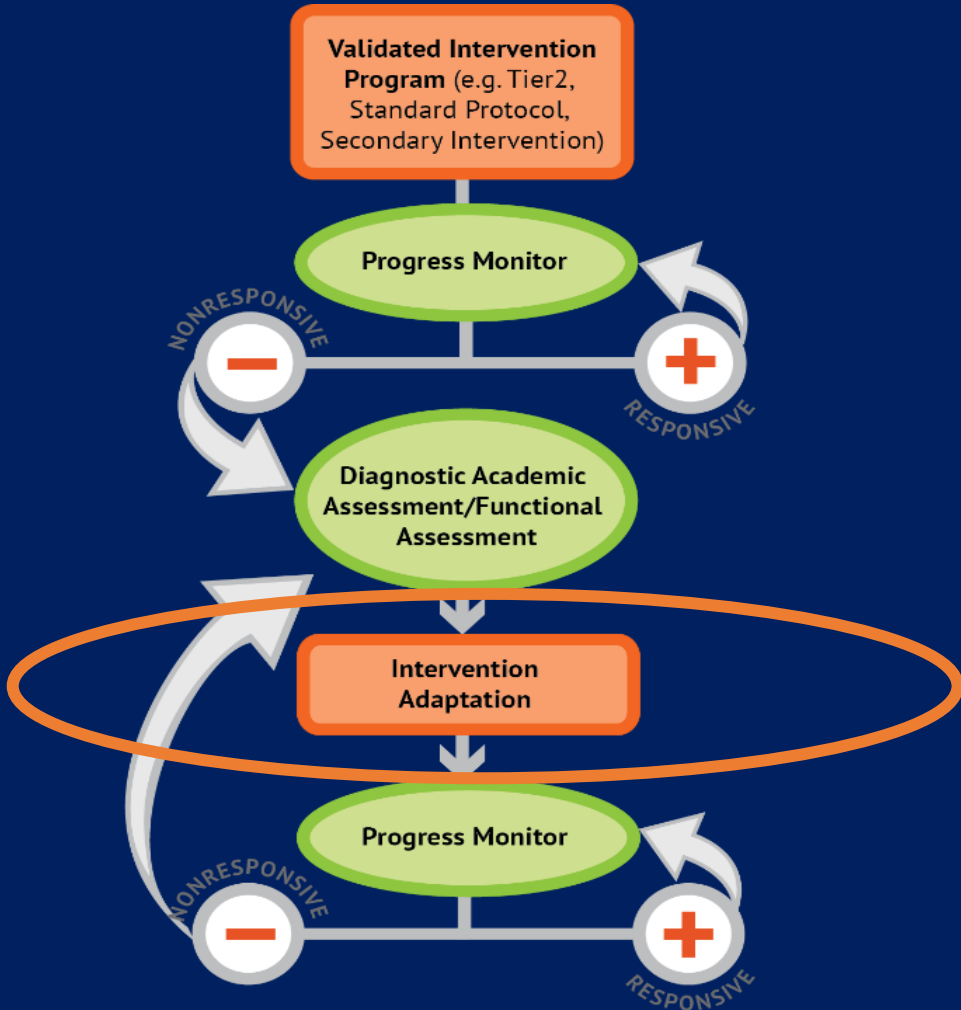 Validated Intervention
Program (e.g. Tier2,
Standard Protocol,
Secondary Intervention)
Progress Monitor
NONRESPONSIVE
RESPONSIVE
Diagnostic Academic
Assessment/Functional
Assessment
Intervention
Adaptation
Progress Monitor
NONRESPONSIVE
RESPONSIVE